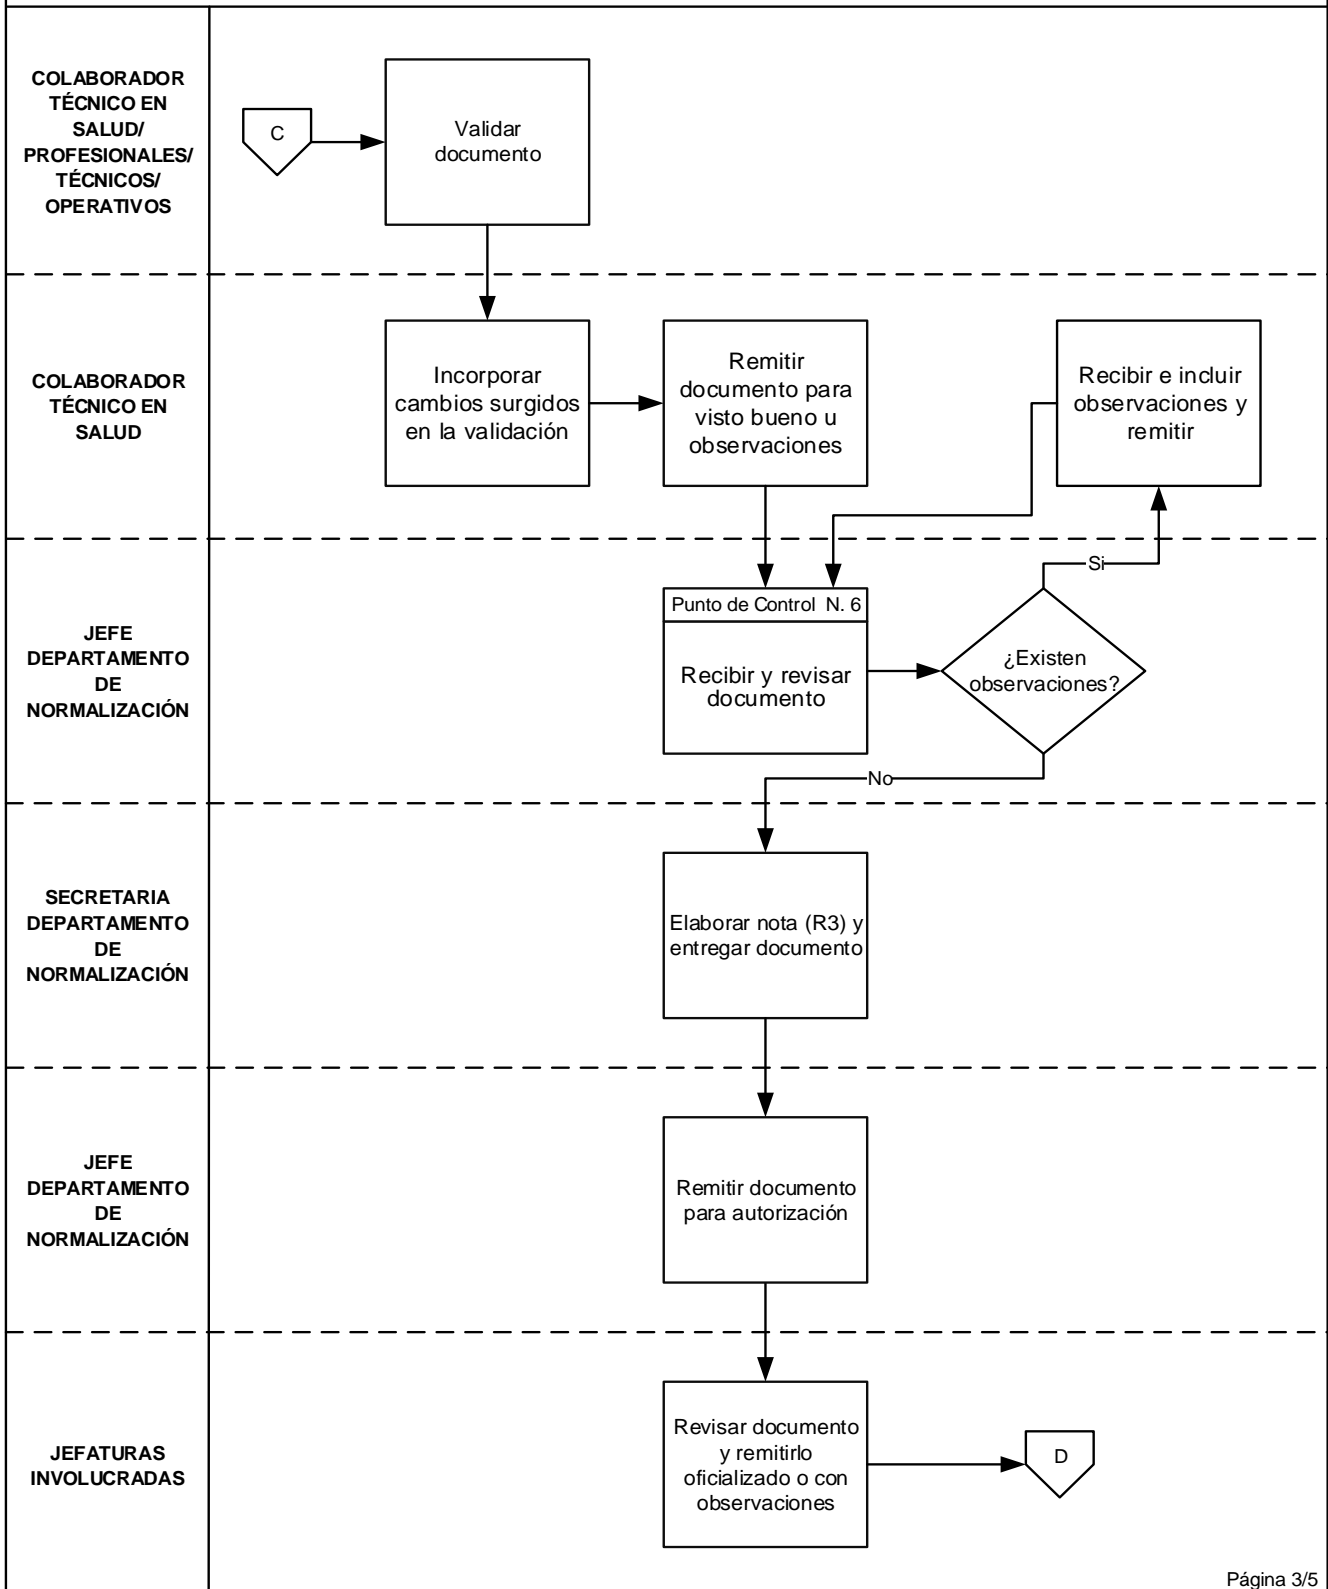 COLABORADOR
TÉCNICO EN
SALUD/
PROFESIONALES/
TÉCNICOS/
OPERATIVOS
C
Validar
documento
COLABORADOR
TÉCNICO EN
SALUD
Incorporar
cambios surgidos
en la validación
Remitir
documento para
visto bueno u
observaciones
Recibir e incluir
observaciones y
remitir
JEFE
DEPARTAMENTO
DE
NORMALIZACIÓN
Punto de Control N. 6
Recibir y revisar
documento
¿Existen
observaciones?
Si
No
SECRETARIA
DEPARTAMENTO
DE
NORMALIZACIÓN
Elaborar nota (R3) y
entregar documento
JEFE
DEPARTAMENTO
DE
NORMALIZACIÓN
Remitir documento
para autorización
JEFATURAS
INVOLUCRADAS
Revisar documento
y remitirlo
oficializado o con
observaciones
D
Página 3/5